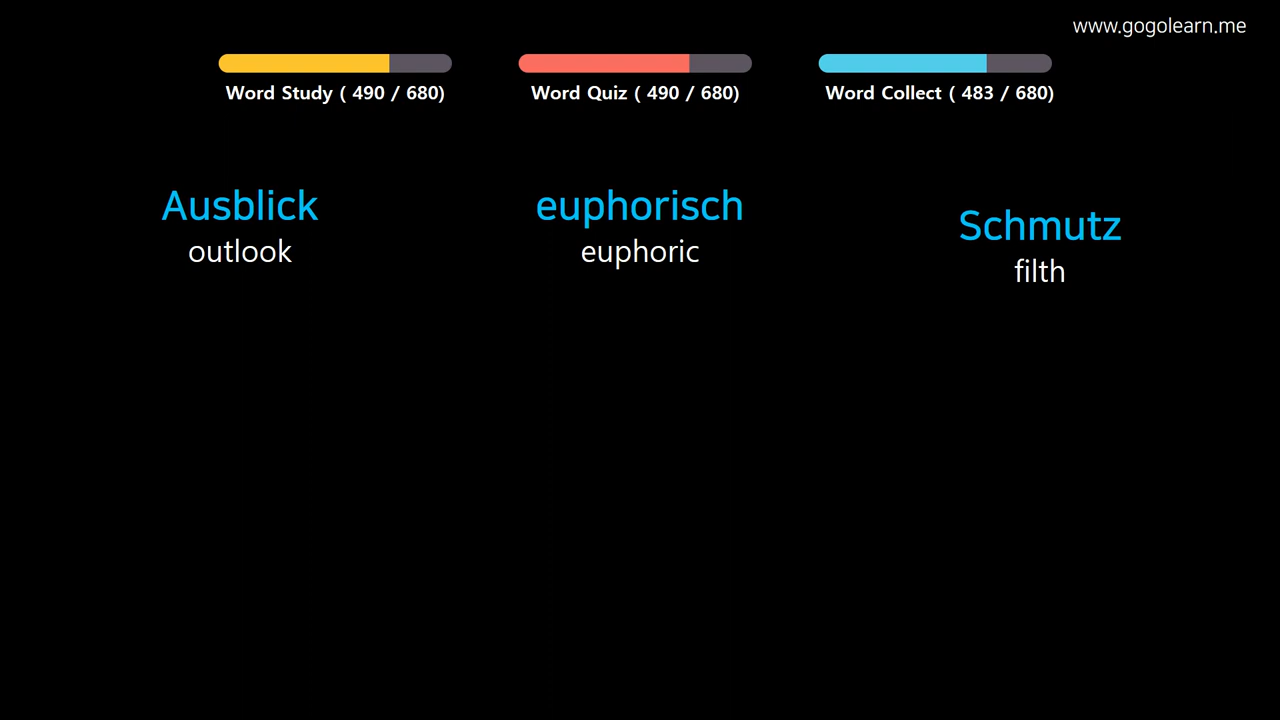 www.gogolearn.me
Word Study ( 490 / 680)
Word Quiz ( 490 / 680)
Word Collect ( 483 / 680)
Ausblick
outlook
euphorisch
euphoric
Schmutz
filth